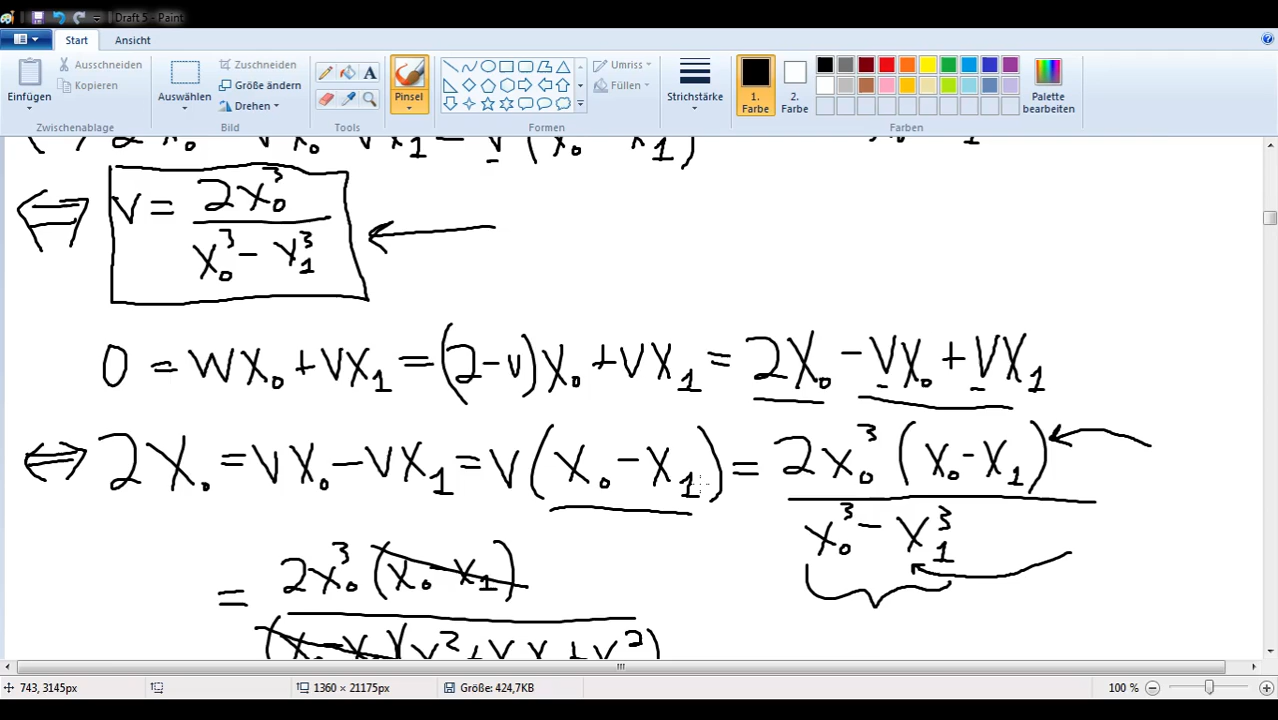 Draft 5 - Paint
Start Ansicht
Einfügen
Ausschneiden
Kopieren
Zwischenablage
Auswählen
Zuschneiden
Größe ändern
Drehen
Bild
A
Pinsel
Tools
Umriss
Füllen
Formen
Strichstärke
1. Farbe
2. Farbe
Palette bearbeiten
Farben
⟺ V = 2x₀³ / (x₀³ - x₁³)
0 = Wx₀ + Vx₁ = (2-v)x₀ + Vx₁ = 2x₀ - Vx₀ + Vx₁
⟺ 2x₀ = Vx₀ - Vx₁ = V(x₀ - x₁) = 2x₀³(x₀ - x₁) / (x₀³ - x₁³)
= 2x₀³(x₀ - x₁)
743, 3145px
1360 × 21175px
Größe: 424,7KB
100 %